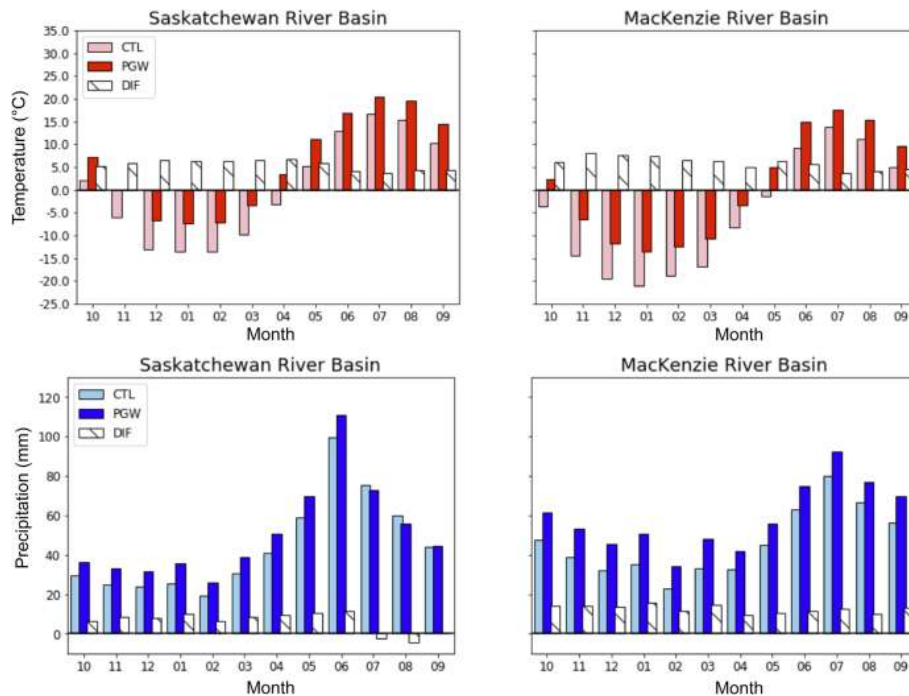 Saskatchewan River Basin
MacKenzie River Basin
35.0
30.0
25.0
20.0
15.0
10.0
5.0
0.0
-5.0
-10.0
-15.0
-20.0
-25.0
Temperature (°C)
CTL
PGW
DIF
10 11 12 01 02 03 04 05 06 07 08 09
10 11 12 01 02 03 04 05 06 07 08 09
Month
Month
Saskatchewan River Basin
MacKenzie River Basin
120
100
80
60
40
20
0
Precipitation (mm)
CTL
PGW
DIF
10 11 12 01 02 03 04 05 06 07 08 09
10 11 12 01 02 03 04 05 06 07 08 09
Month
Month